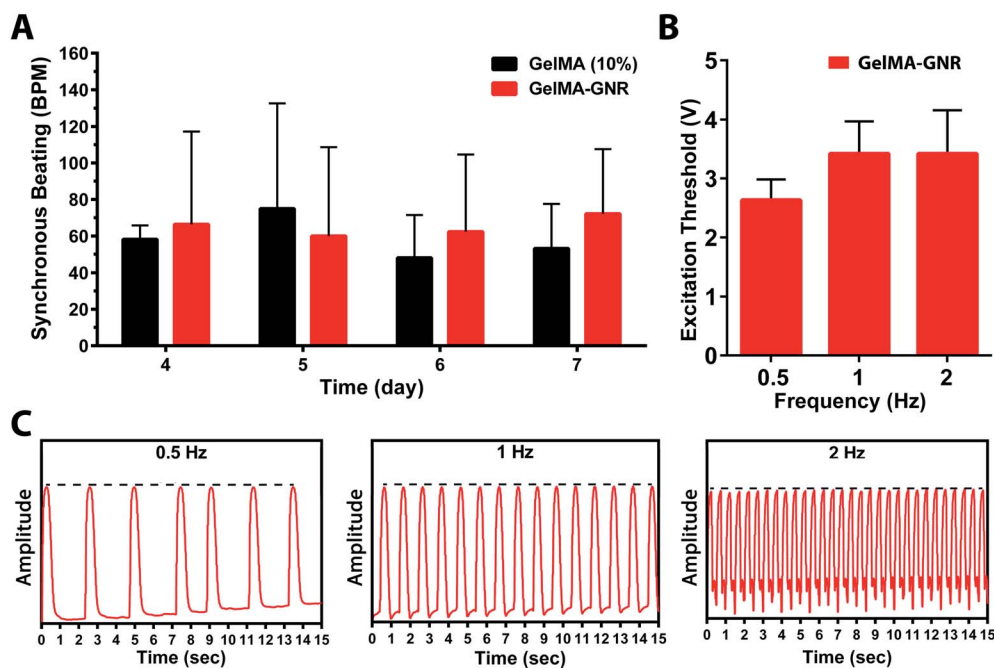 A
Synchronous Beating (BPM)
160
140
120
100
80
60
40
20
0
GelMA (10%)
GelMA-GNR
4 5 6 7
Time (day)
B
Excitation Threshold (V)
5
4
3
2
1
0
GelMA-GNR
0.5 1 2
Frequency (Hz)
C
0.5 Hz
Amplitude
0 1 2 3 4 5 6 7 8 9 10 11 12 13 14 15
Time (sec)
1 Hz
Amplitude
0 1 2 3 4 5 6 7 8 9 10 11 12 13 14 15
Time (sec)
2 Hz
Amplitude
0 1 2 3 4 5 6 7 8 9 10 11 12 13 14 15
Time (sec)